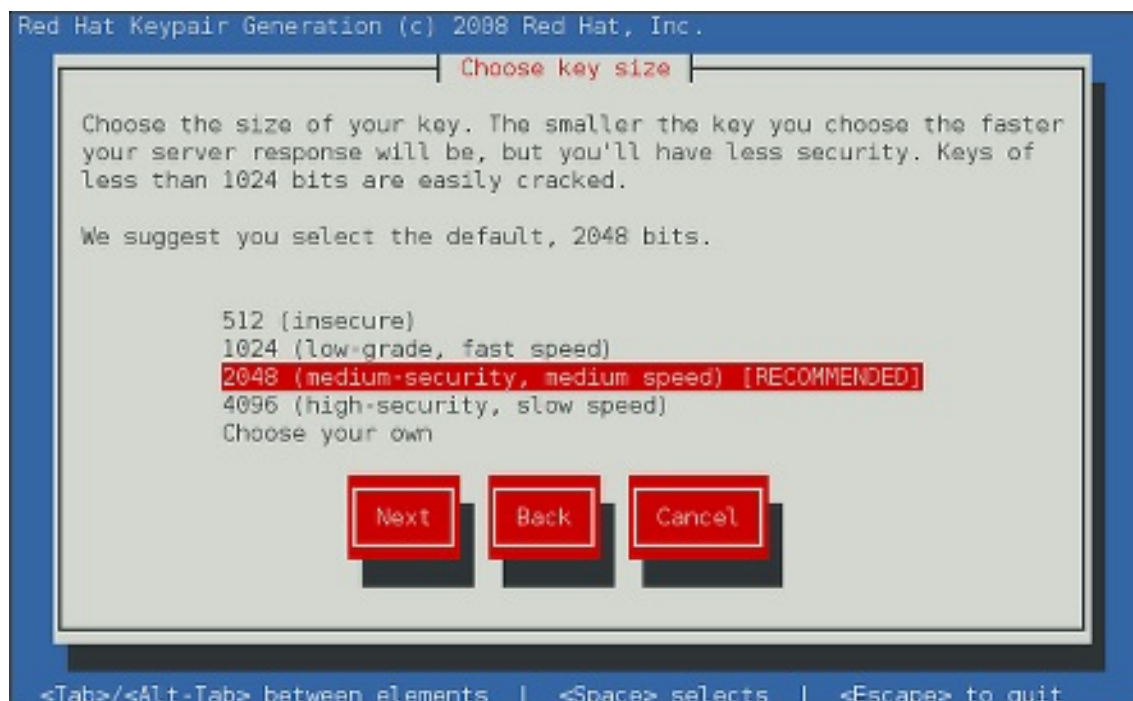 Red Hat Keypair Generation (c) 2008 Red Hat, Inc.
Choose key size
Choose the size of your key. The smaller the key you choose the faster
your server response will be, but you'll have less security. Keys of
less than 1024 bits are easily cracked.
We suggest you select the default, 2048 bits.
512 (insecure)
1024 (low-grade, fast speed)
2048 (medium-security, medium speed) [RECOMMENDED]
4096 (high-security, slow speed)
Choose your own
Next Back Cancel
<Tab>/<Alt-Tab> between elements | <Space> selects | <Escape> to quit